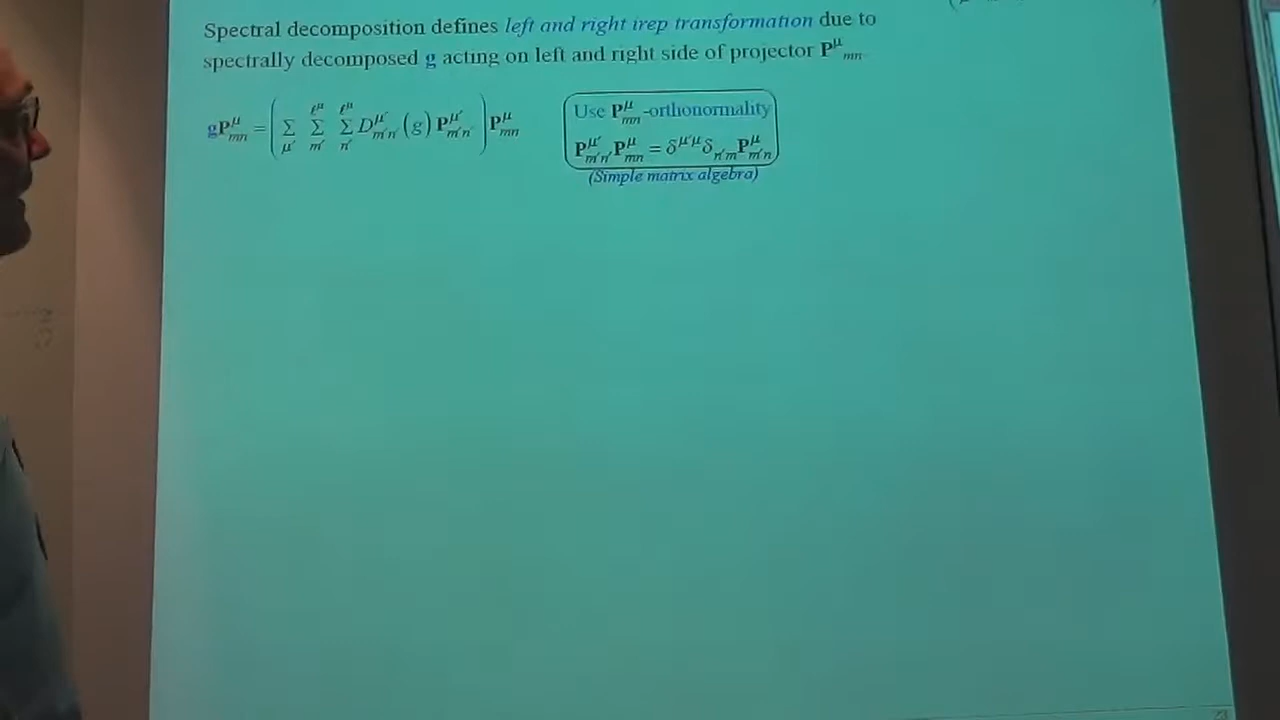 Spectral decomposition defines left and right irep transformation due to
spectrally decomposed g acting on left and right side of projector P^μ_mn.
gP^μ_mn = ( Σ_μ′ Σ_m′^ℓ^μ Σ_n′^ℓ^μ D^μ′_m′n′ (g) P^μ′_m′n′ ) P^μ_mn
Use P^μ_mn-orthonormality
P^μ′_m′n′ P^μ_mn = δ^μ′μ δ_n′m P^μ_m′n
(Simple matrix algebra)